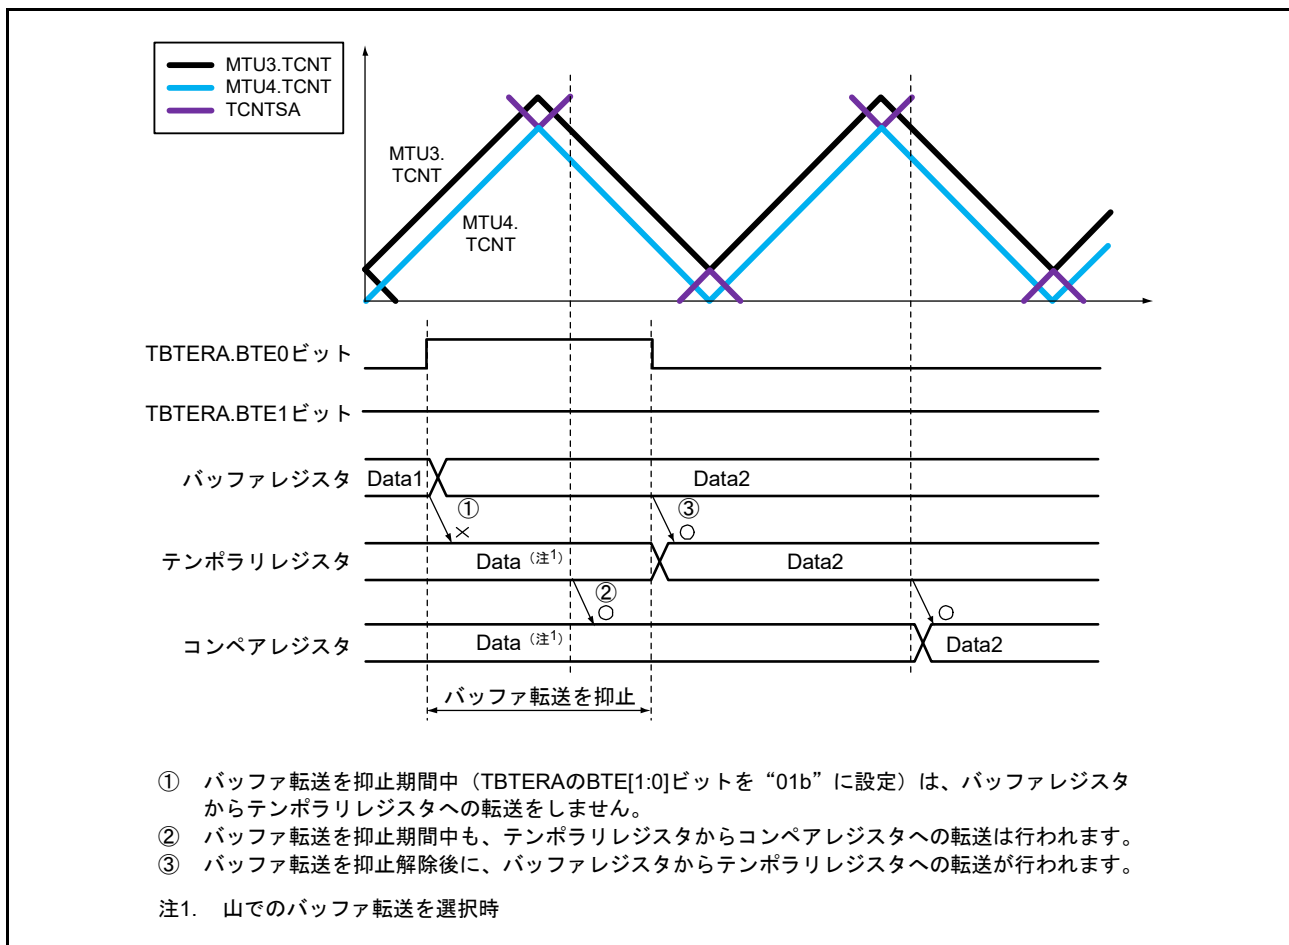 MTU3.TCNT
MTU4.TCNT
TCNTSA
MTU3.
TCNT
MTU4.
TCNT
TBTERA.BTE0ビット
TBTERA.BTE1ビット
バッファレジスタ Data1 Data2
① ×
③ ○
テンポラリレジスタ Data（注1） Data2
② ○
○
コンペアレジスタ Data（注1） Data2
バッファ転送を抑止
① バッファ転送を抑止期間中（TBTERAのBTE[1:0]ビットを“01b”に設定）は、バッファレジスタ
からテンポラリレジスタへの転送をしません。
② バッファ転送を抑止期間中も、テンポラリレジスタからコンペアレジスタへの転送は行われます。
③ バッファ転送を抑止解除後に、バッファレジスタからテンポラリレジスタへの転送が行われます。
注1. 山でのバッファ転送を選択時